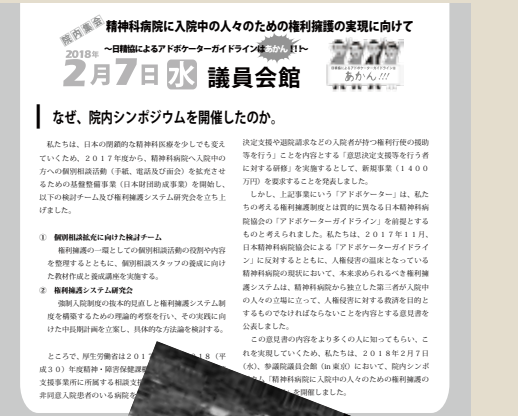 院内集会
精神科病院に入院中の人々のための権利擁護の実現に向けて
〜日精協によるアドボケーターガイドラインはあかん!!〜
2018年
2月7日 水 議員会館
あかん!!!
なぜ、院内シンポジウムを開催したのか。
私たちは、日本の閉鎖的な精神科医療を少しでも変え
ていくため、２０１７年度から、精神科病院へ入院中の
方への個別相談活動（手紙、電話及び面会）を拡充させ
るための基盤整備事業（日本財団助成事業）を開始し、
以下の検討チーム及び権利擁護システム研究会を立ち上
げました。
① 個別相談拡充に向けた検討チーム
権利擁護の一環としての個別相談活動の役割や内容
を整理するとともに、個別相談スタッフの養成に向け
た教材作成と養成講座を実施する。
② 権利擁護システム研究会
強制入院制度の抜本的見直しと権利擁護システム制
度を構築するための理論的考察を行い、その実践に向
けた中長期計画を立案し、具体的な方法論を検討する。
ところで、厚生労働省は２０１７ ２０１８（平
成３０）年度精神・障害保健課
支援事業所に所属する相談支
非同意入院患者のいる病院を
決定支援や退院請求などの入院者が持つ権利行使の援助
等を行う」ことを内容とする「意思決定支援等を行う者
に対する研修」を実施するとして、新規事業（１４００
万円）を要求することを発表しました。
しかし、上記事業にいう「アドボケーター」は、私た
ちの考える権利擁護制度とは質的に異なる日本精神科病
院協会の「アドボケーターガイドライン」を前提とする
ものと考えられました。私たちは、２０１７年１１月、
日本精神科病院協会による「アドボケーターガイドライ
ン」に反対するとともに、人権侵害の温床となっている
精神科病院の現状において、本来求められるべき権利擁
護システムは、精神科病院から独立した第三者が入院中
の人々の立場に立って、人権侵害に対する救済を目的と
するものでなければならないことを内容とする意見書を
公表しました。
この意見書の内容をより多くの人に知ってもらい、こ
れを実現していくため、私たちは、２０１８年２月７日
（水）、参議院議員会館（in 東京）において、院内シンポ
「精神科病院に入院中の人々のための権利擁護の
を開催しました。